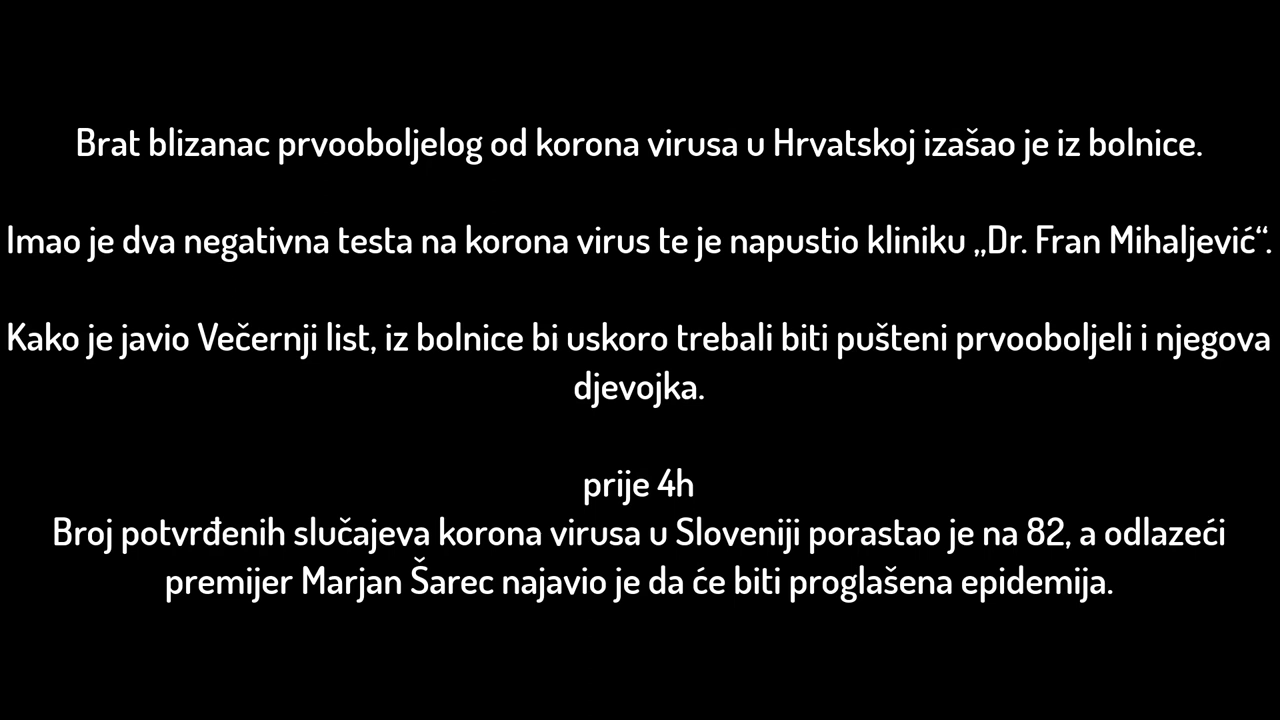 Brat blizanac prvooboljelog od korona virusa u Hrvatskoj izašao je iz bolnice.
Imao je dva negativna testa na korona virus te je napustio kliniku „Dr. Fran Mihaljević“.
Kako je javio Večernji list, iz bolnice bi uskoro trebali biti pušteni prvooboljeli i njegova
djevojka.
prije 4h
Broj potvrđenih slučajeva korona virusa u Sloveniji porastao je na 82, a odlazeći
premijer Marjan Šarec najavio je da će biti proglašena epidemija.